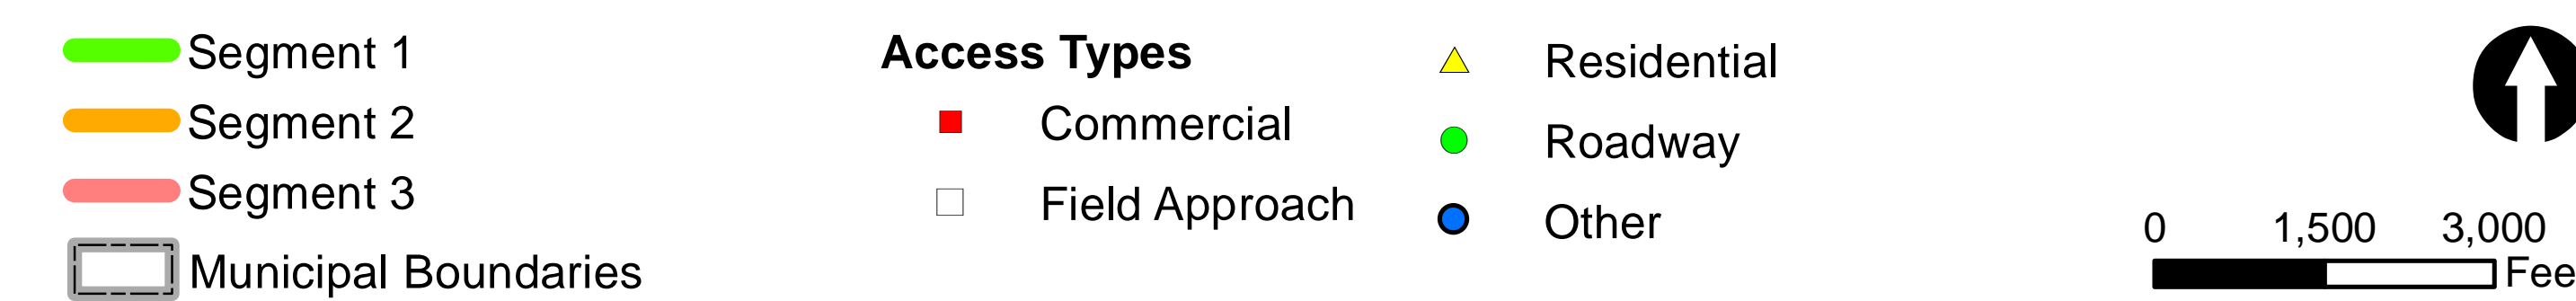 Segment 1
Segment 2
Segment 3
Municipal Boundaries
Access Types
Commercial
Field Approach
Residential
Roadway
Other
0 1,500 3,000
Fee